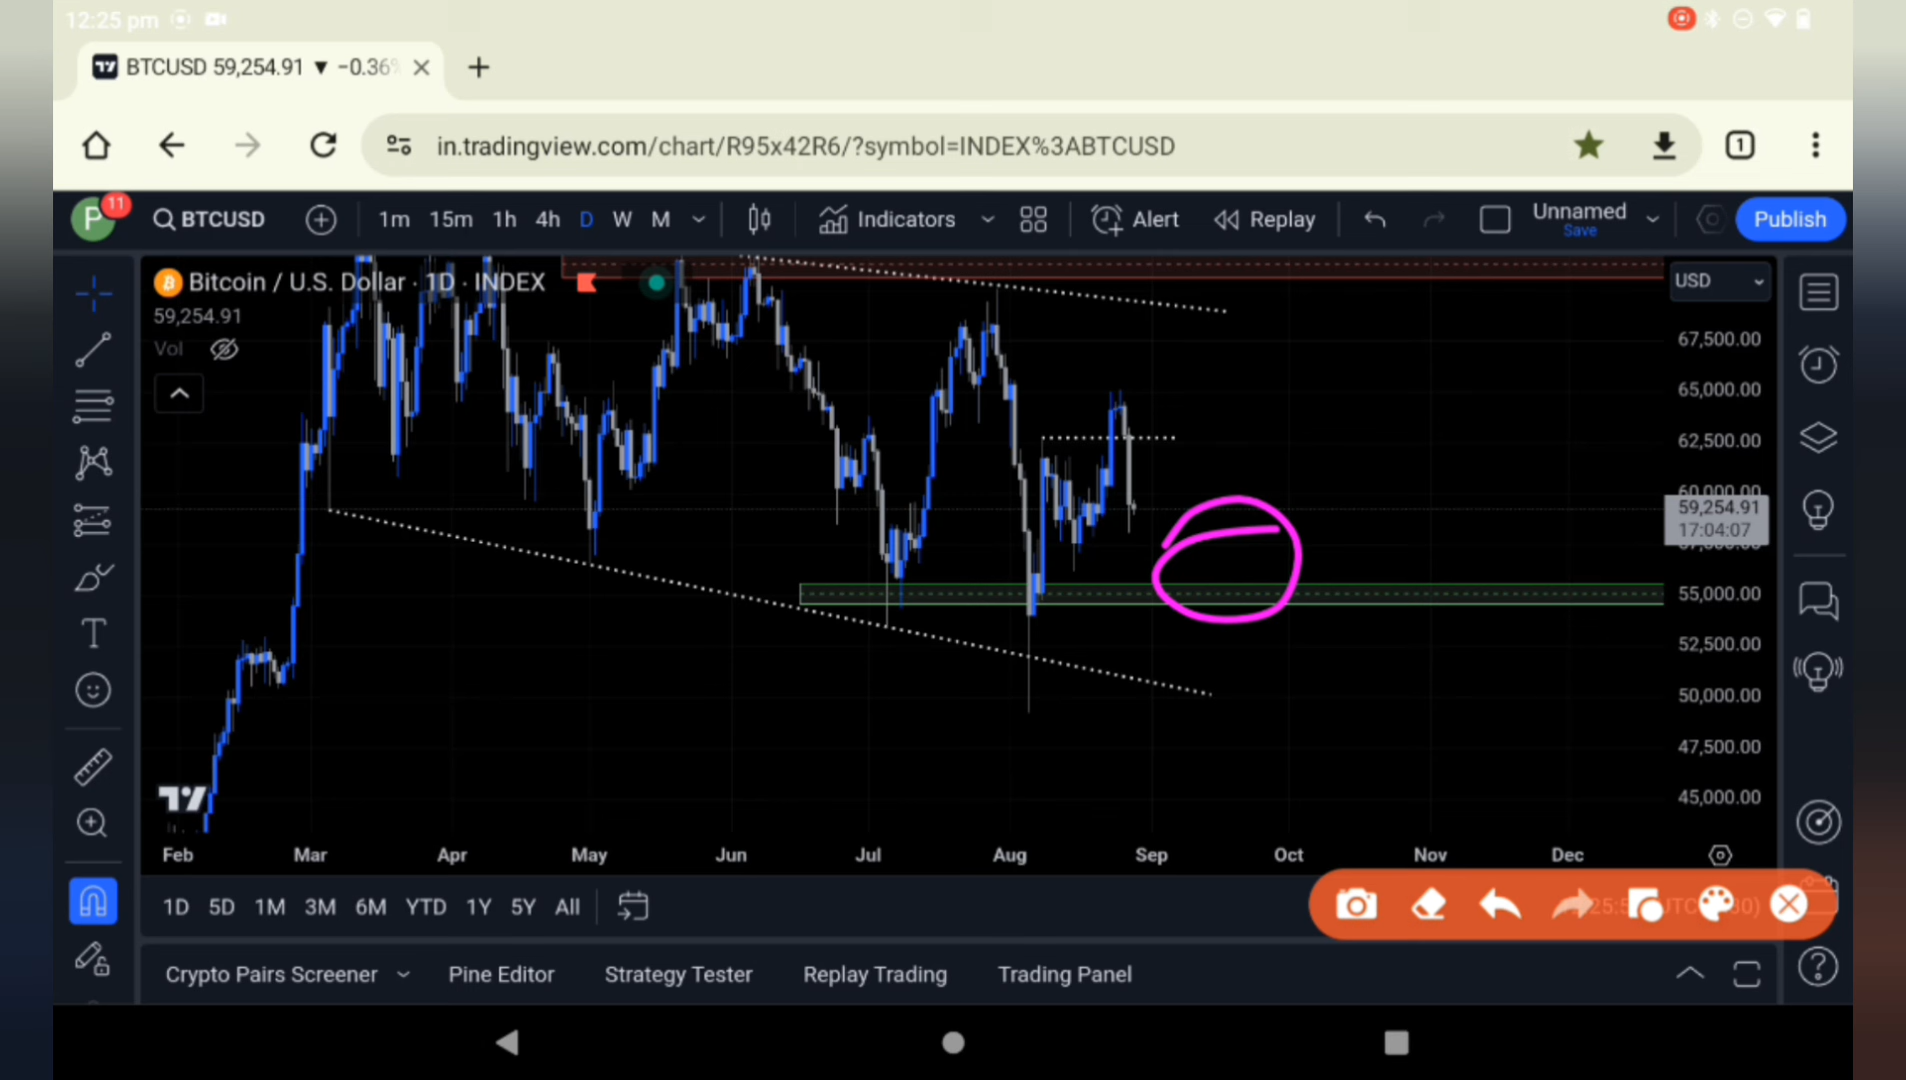 12:25 pm
BTCUSD 59,254.91 ▼ −0.36%
in.tradingview.com/chart/R95x42R6/?symbol=INDEX%3ABTCUSD
1
P
11
BTCUSD
1m 15m 1h 4h D W M
Indicators
Alert
Replay
Unnamed
Save
Publish
Bitcoin / U.S. Dollar · 1D · INDEX
USD
59,254.91
Vol
67,500.00
65,000.00
62,500.00
60,000.00
59,254.91
17:04:07
55,000.00
52,500.00
50,000.00
47,500.00
45,000.00
Feb Mar Apr May Jun Jul Aug Sep Oct Nov Dec
1D 5D 1M 3M 6M YTD 1Y 5Y All
Crypto Pairs Screener
Pine Editor
Strategy Tester
Replay Trading
Trading Panel